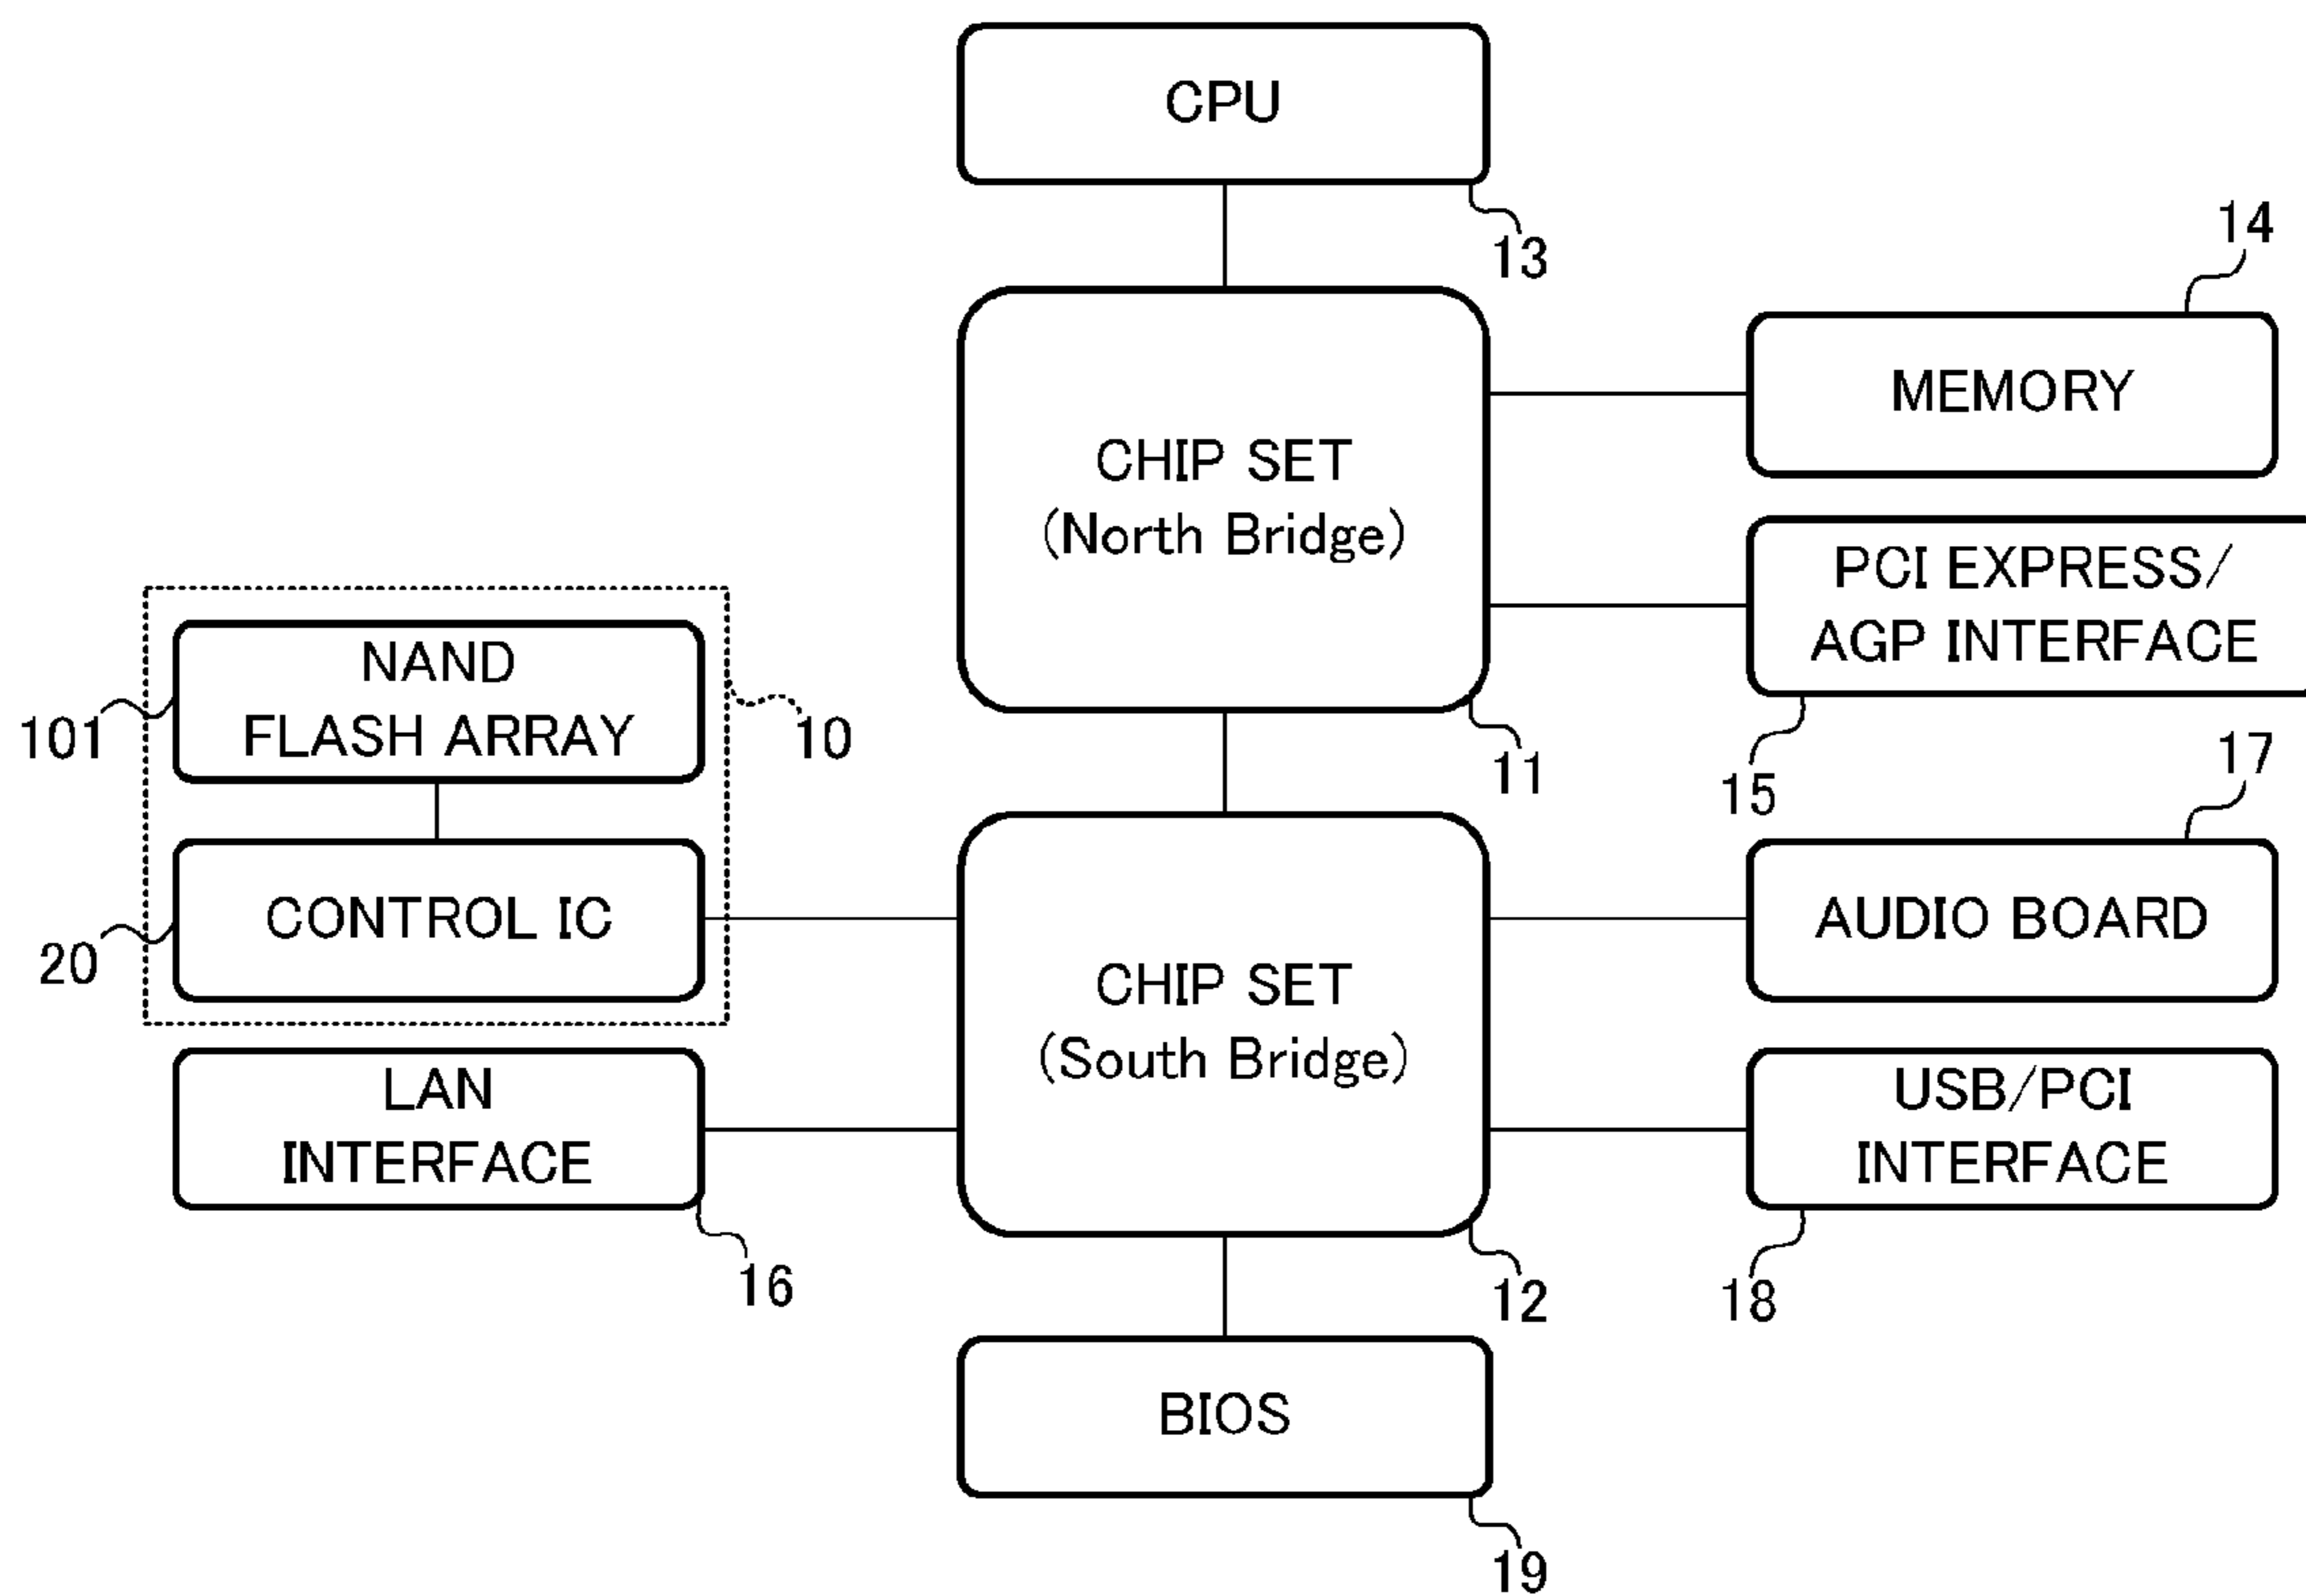 CPU
13
14
MEMORY
CHIP SET
(North Bridge)
PCI EXPRESS/
AGP INTERFACE
NAND
FLASH ARRAY
101
10
11
15
17
CONTROL IC
20
AUDIO BOARD
CHIP SET
(South Bridge)
LAN
INTERFACE
USB/PCI
INTERFACE
16
12
18
BIOS
19